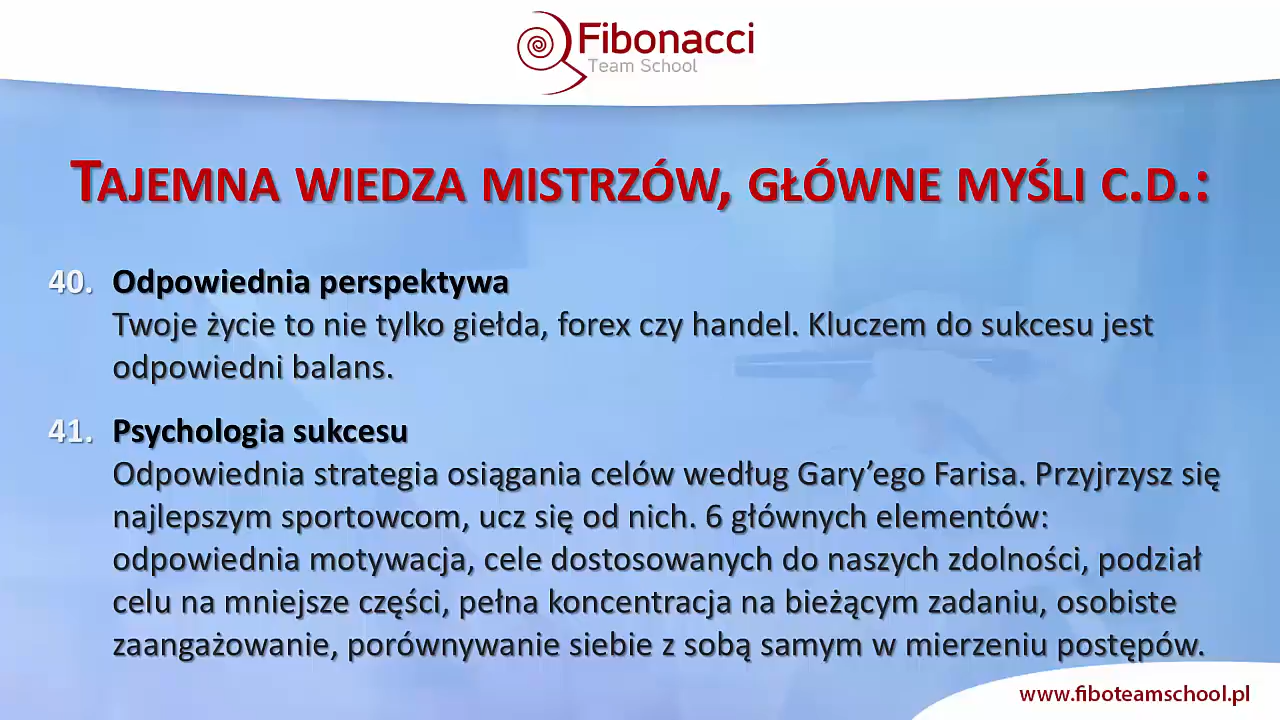 Fibonacci
Team School
TAJEMNA WIEDZA MISTRZÓW, GŁÓWNE MYŚLI C.D.:
40. Odpowiednia perspektywa
Twoje życie to nie tylko giełda, forex czy handel. Kluczem do sukcesu jest
odpowiedni balans.
41. Psychologia sukcesu
Odpowiednia strategia osiągania celów według Gary’ego Farisa. Przyjrzysz się
najlepszym sportowcom, ucz się od nich. 6 głównych elementów:
odpowiednia motywacja, cele dostosowanych do naszych zdolności, podział
celu na mniejsze części, pełna koncentracja na bieżącym zadaniu, osobiste
zaangażowanie, porównywanie siebie z sobą samym w mierzeniu postępów.
www.fiboteamschool.pl